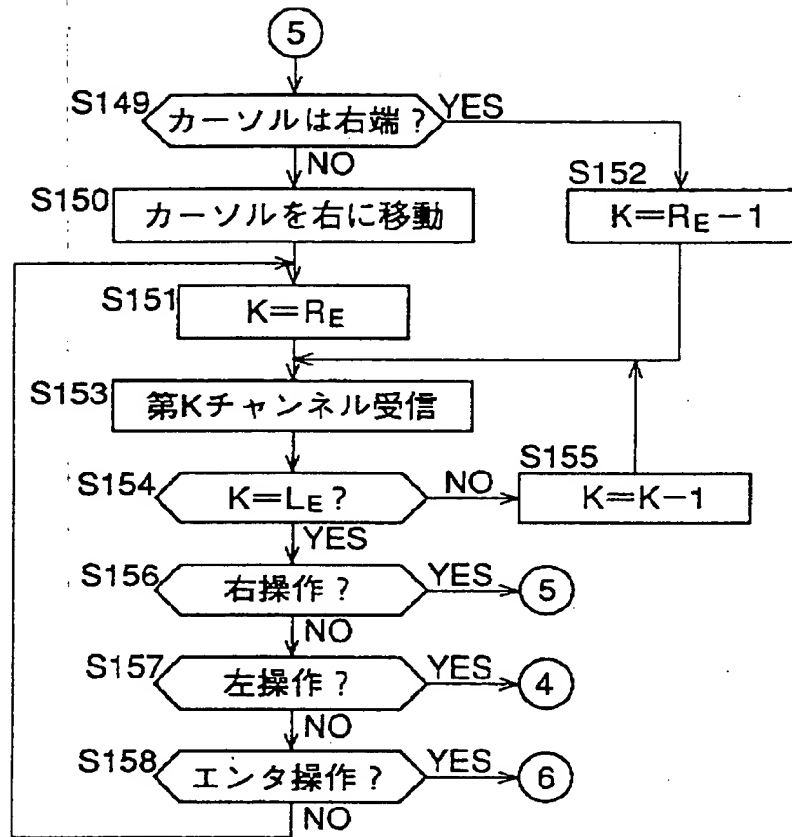 5
S149
カーソルは右端？
YES
NO
S150
カーソルを右に移動
S152
K=RE-1
S151
K=RE
S153
第Kチャンネル受信
S154
K=LE？
NO
S155
K=K-1
YES
S156
右操作？
YES
5
NO
S157
左操作？
YES
4
NO
S158
エンタ操作？
YES
6
NO